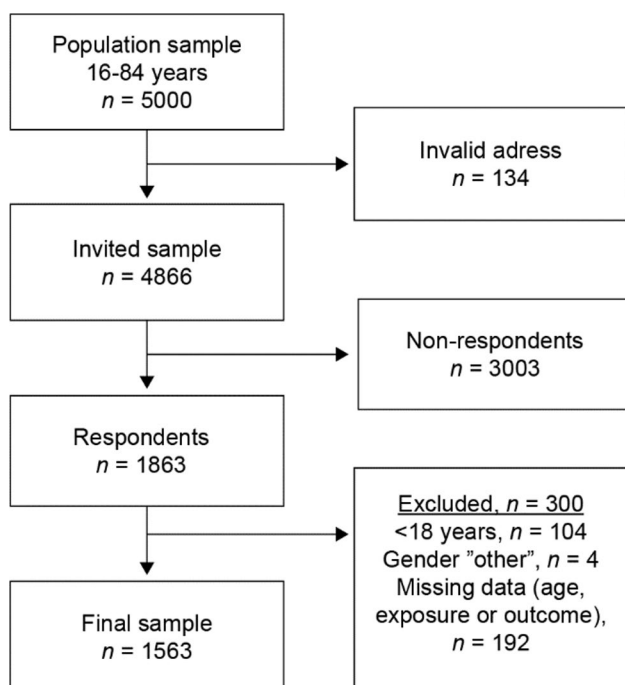 Population sample
16-84 years
n = 5000
Invalid adress
n = 134
Invited sample
n = 4866
Non-respondents
n = 3003
Respondents
n = 1863
Excluded, n = 300
<18 years, n = 104
Gender ”other”, n = 4
Missing data (age,
exposure or outcome),
n = 192
Final sample
n = 1563